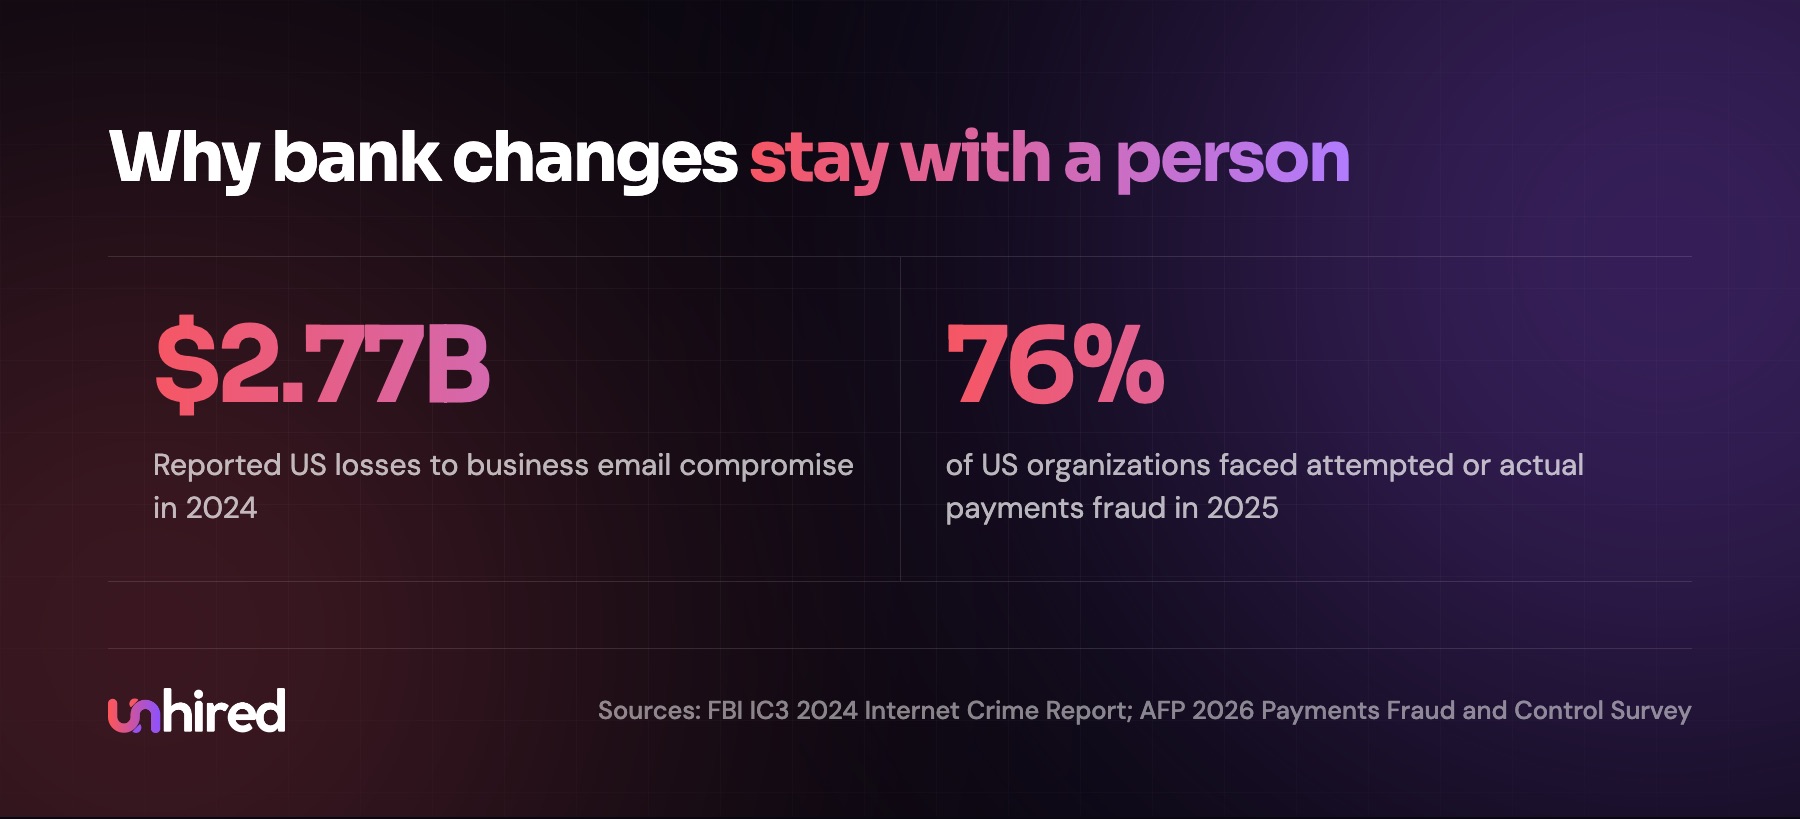 Why bank changes stay with a person
$2.77B
Reported US losses to business email compromise
in 2024
76%
of US organizations faced attempted or actual
payments fraud in 2025
unhired
Sources: FBI IC3 2024 Internet Crime Report; AFP 2026 Payments Fraud and Control Survey